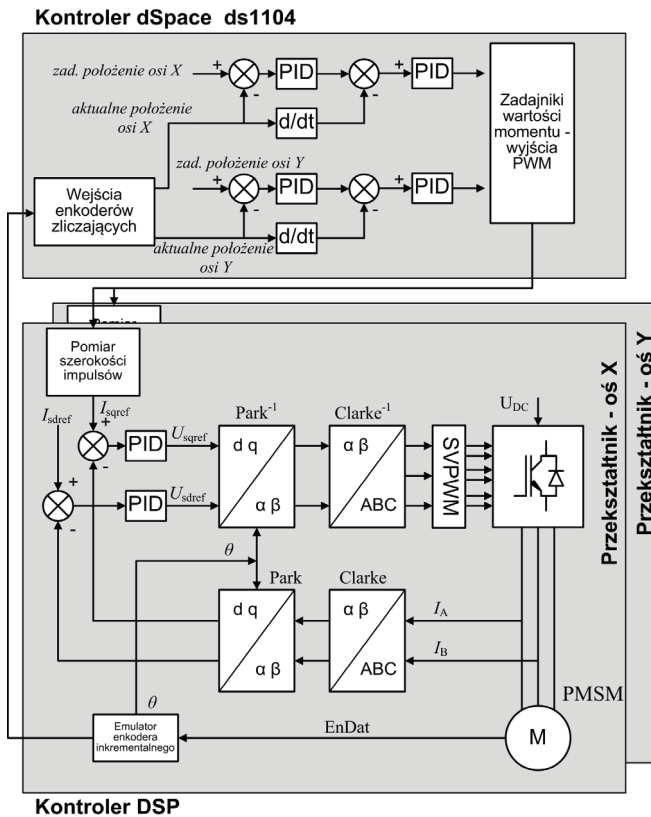 Kontroler dSpace ds1104
zad. położenie osi X
+
-
PID
+
-
PID
aktualne położenie
osi X
d/dt
zad. położenie osi Y
+
-
PID
+
-
PID
aktualne położenie
osi Y
d/dt
Wejścia
enkoderów
zliczających
Zadajniki
wartości
momentu -
wyjścia
PWM
Pomiar
szerokości
impulsów
Isdref
Isqref
+
-
PID
Usqref
+
-
PID
Usdref
Park-1
d q
α β
Clarke-1
α β
ABC
SVPWM
UDC
Przekształtnik - oś X
Przekształtnik - oś Y
θ
Park
d q
α β
Clarke
α β
ABC
IA
IB
PMSM
M
EnDat
θ
Emulator
enkodera
inkrementalnego
Kontroler DSP